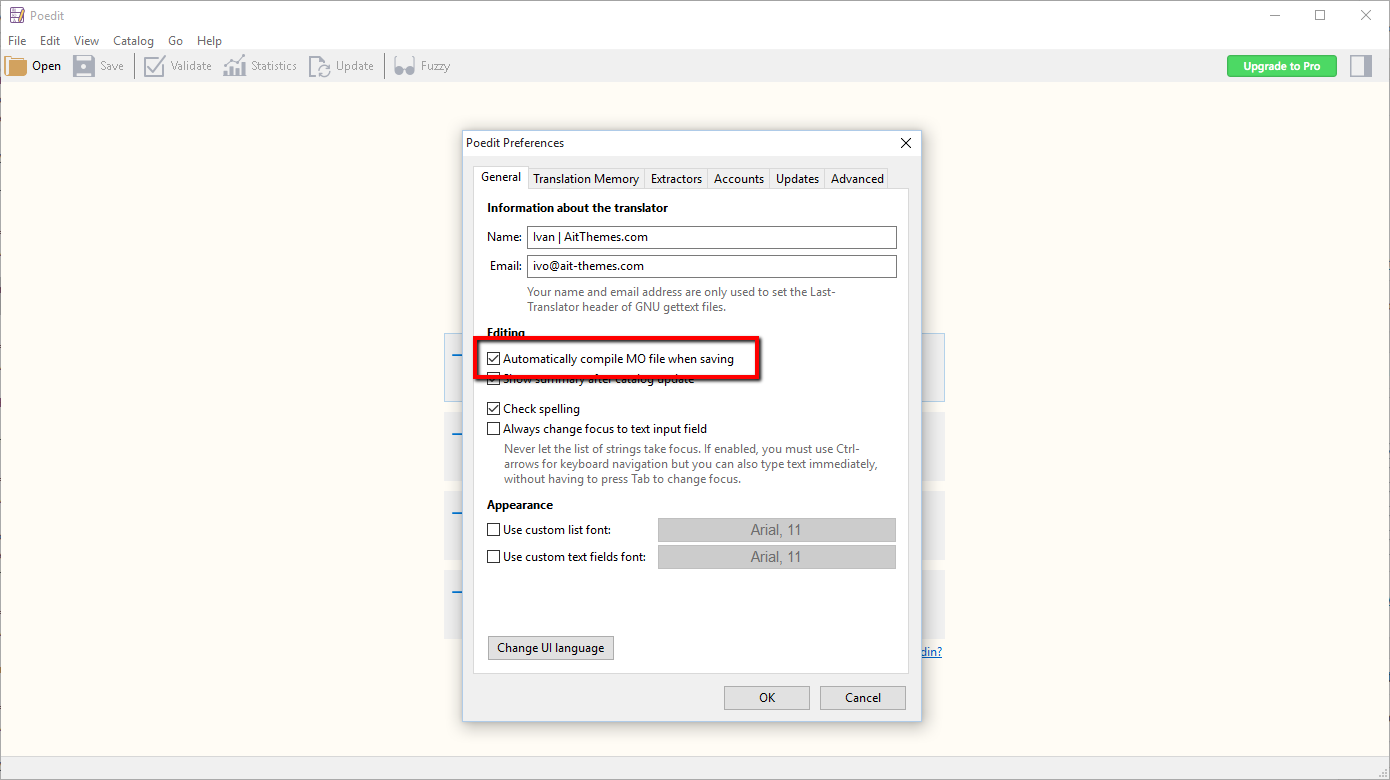 Poedit
File Edit View Catalog Go Help
Open Save Validate Statistics Update Fuzzy Upgrade to Pro
Poedit Preferences
General Translation Memory Extractors Accounts Updates Advanced
Information about the translator
Name: Ivan | AitThemes.com
Email: ivo@ait-themes.com
Your name and email address are only used to set the Last-
Translator header of GNU gettext files.
Editing
Automatically compile MO file when saving
Show summary after catalog update
Check spelling
Always change focus to text input field
Never let the list of strings take focus. If enabled, you must use Ctrl-
arrows for keyboard navigation but you can also type text immediately,
without having to press Tab to change focus.
Appearance
Use custom list font: Arial, 11
Use custom text fields font: Arial, 11
Change UI language
din?
OK Cancel